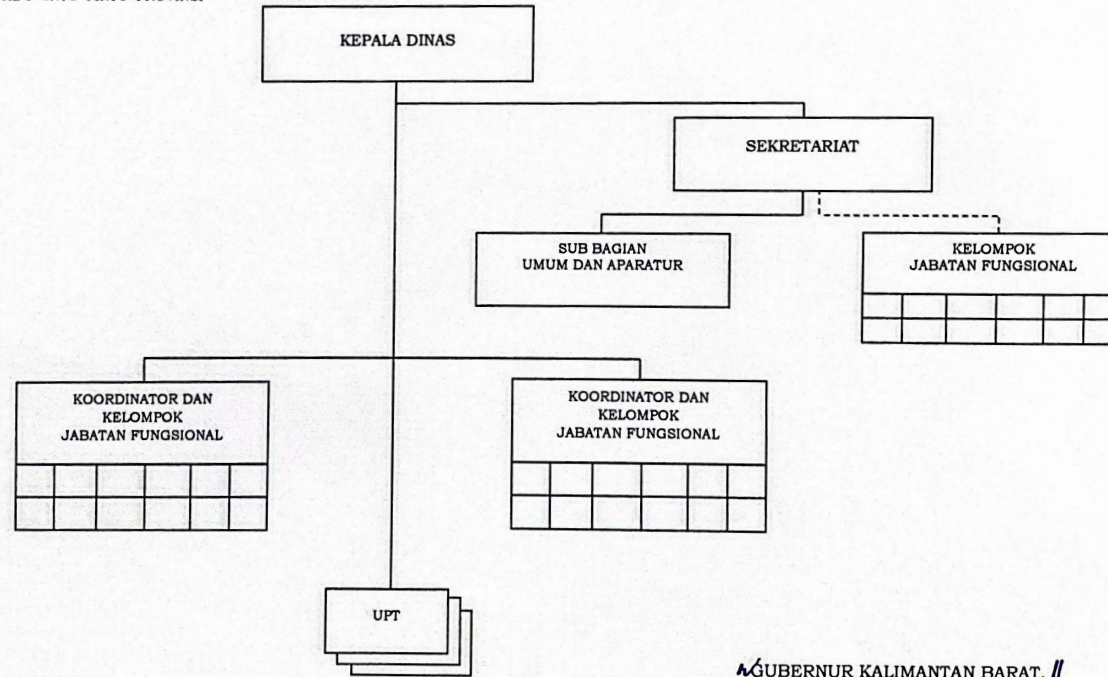 KEPALA DINAS
SEKRETARIAT
SUB BAGIAN
UMUM DAN APARATUR
KELOMPOK
JABATAN FUNGSIONAL
KOORDINATOR DAN
KELOMPOK
JABATAN FUNGSIONAL
KOORDINATOR DAN
KELOMPOK
JABATAN FUNGSIONAL
UPT
GUBERNUR KALIMANTAN BARAT,